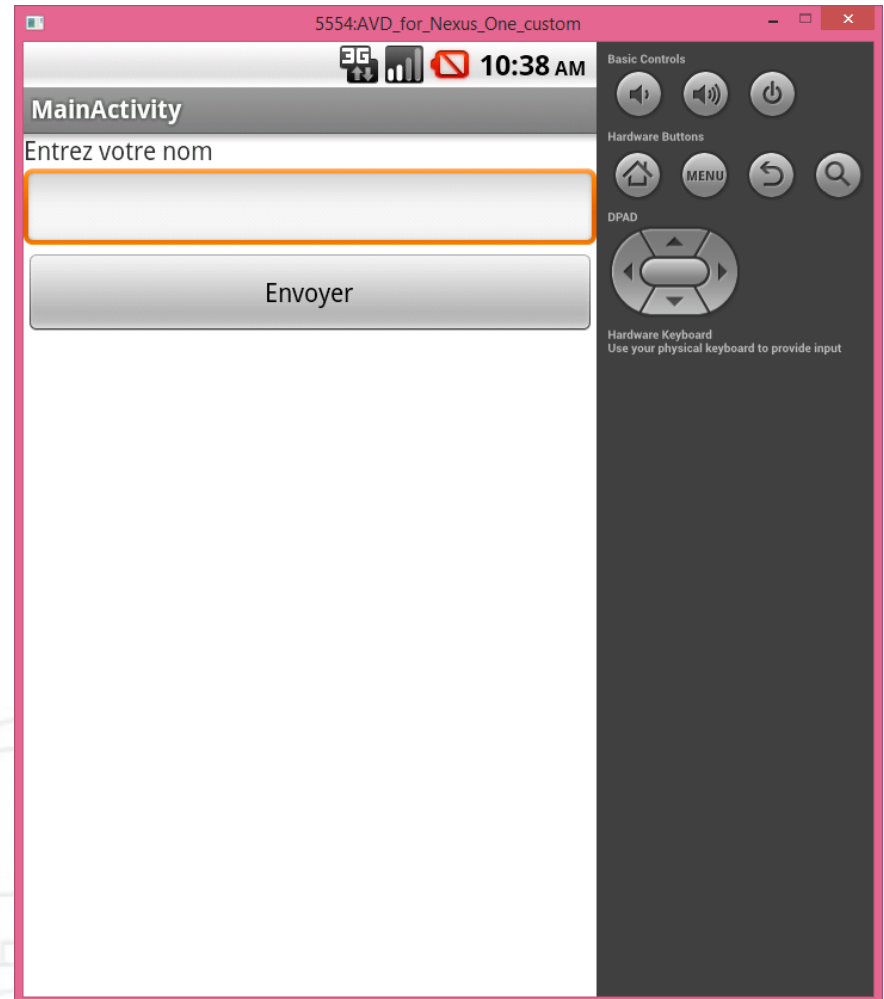 5554:AVD_for_Nexus_One_custom
3G 10:38 AM
MainActivity
Entrez votre nom
Envoyer
Basic Controls
Hardware Buttons
MENU
DPAD
Hardware Keyboard
Use your physical keyboard to provide input